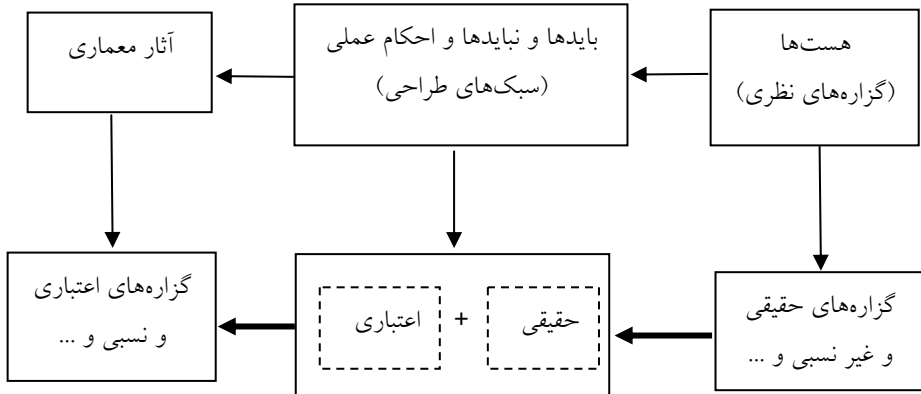 هست‌ها
(گزاره‌های نظری)
بایدها و نبایدها و احکام عملی
(سبک‌های طراحی)
آثار معماری
گزاره‌های حقیقی
و غیر نسبی و ...
حقیقی + اعتباری
گزاره‌های اعتباری
و نسبی و ...